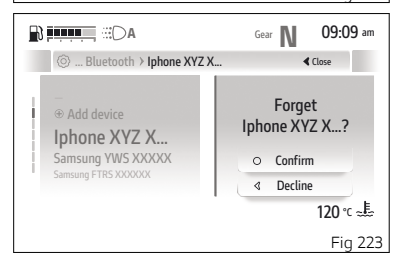 A Gear N 09:09 am
... Bluetooth > Iphone XYZ X... Close
...
Add device
Iphone XYZ X...
Samsung YWS XXXXX
Samsung FTRS XXXXXX
Forget
Iphone XYZ X...?
Confirm
Decline
120 °C
Fig 223